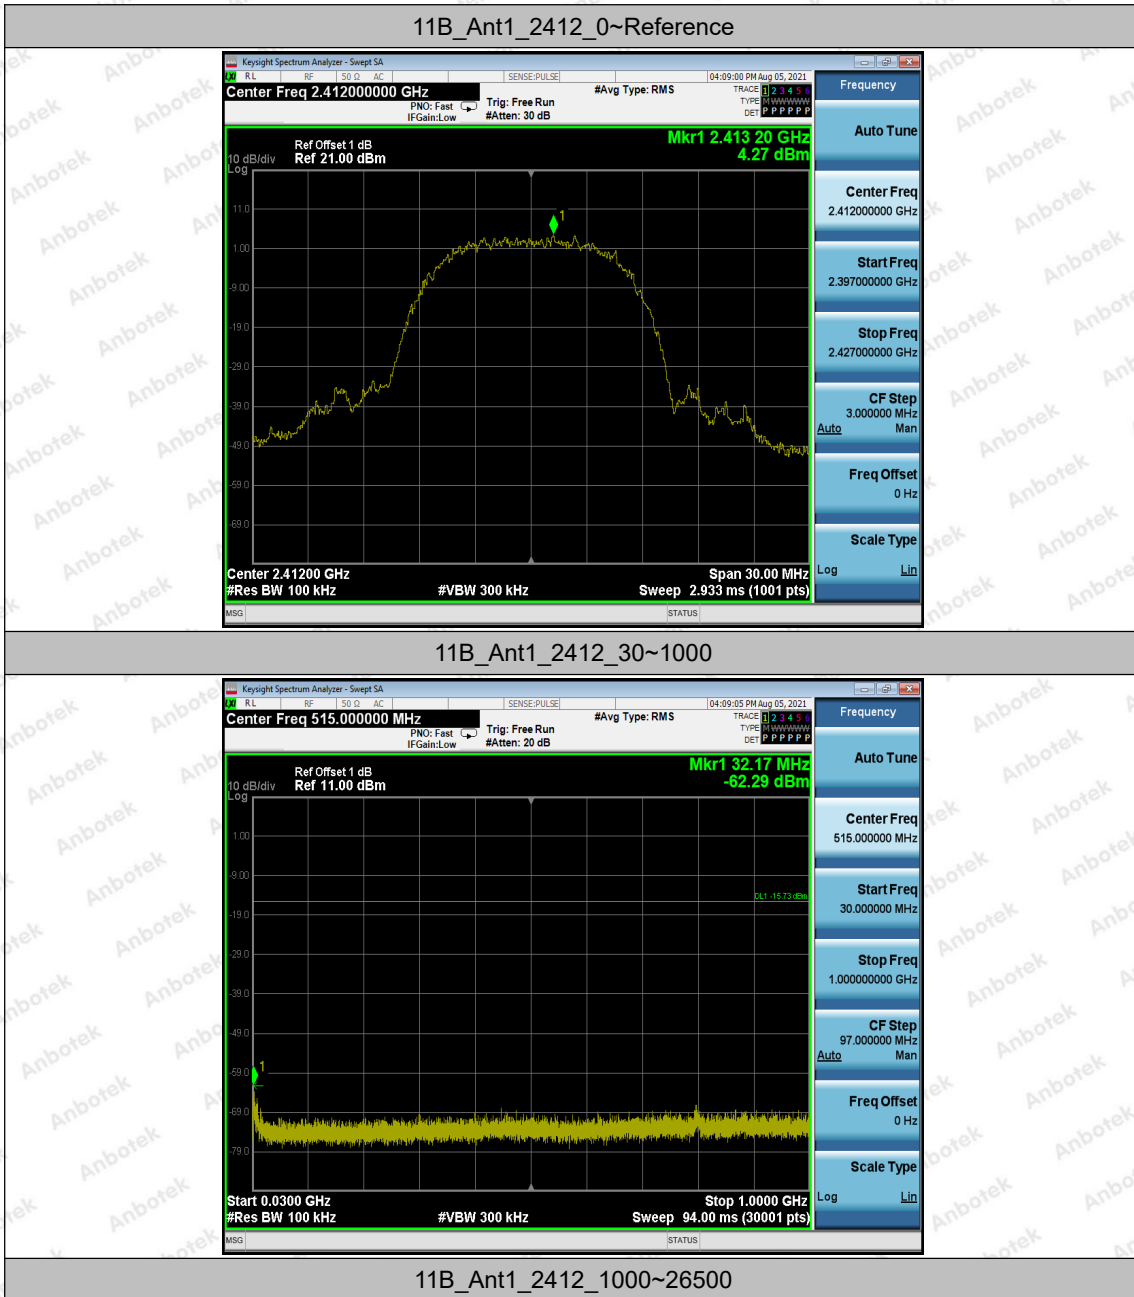 11B_Ant1_2412_0~Reference
Keysight Spectrum Analyzer - Swept SA
LXI RL RF 50 Ω AC SENSE:PULSE 04:09:00 PM Aug 05, 2021
Center Freq 2.412000000 GHz
PNO: Fast
IFGain:Low
Trig: Free Run
#Atten: 30 dB
#Avg Type: RMS
TRACE 1 2 3 4 5 6
TYPE M WWWWW
DET P P P P P P
Mkr1 2.413 20 GHz
4.27 dBm
Ref Offset 1 dB
10 dB/div Ref 21.00 dBm
Log
11.0
1.00
-9.00
-19.0
-29.0
-39.0
-49.0
-59.0
-69.0
1
Center 2.41200 GHz Span 30.00 MHz
#Res BW 100 kHz #VBW 300 kHz Sweep 2.933 ms (1001 pts)
MSG STATUS
Frequency
Auto Tune
Center Freq
2.412000000 GHz
Start Freq
2.397000000 GHz
Stop Freq
2.427000000 GHz
CF Step
3.000000 MHz
Auto Man
Freq Offset
0 Hz
Scale Type
Log Lin
11B_Ant1_2412_30~1000
Keysight Spectrum Analyzer - Swept SA
LXI RL RF 50 Ω AC SENSE:PULSE 04:09:05 PM Aug 05, 2021
Center Freq 515.000000 MHz
PNO: Fast
IFGain:Low
Trig: Free Run
#Atten: 20 dB
#Avg Type: RMS
TRACE 1 2 3 4 5 6
TYPE M WWWWW
DET P P P P P P
Mkr1 32.17 MHz
-62.29 dBm
Ref Offset 1 dB
10 dB/div Ref 11.00 dBm
Log
1.00
-9.00
DL1 -15.73 dBm
-19.0
-29.0
-39.0
-49.0
-59.0
-69.0
-79.0
1
Start 0.0300 GHz Stop 1.0000 GHz
#Res BW 100 kHz #VBW 300 kHz Sweep 94.00 ms (30001 pts)
MSG STATUS
Frequency
Auto Tune
Center Freq
515.000000 MHz
Start Freq
30.000000 MHz
Stop Freq
1.000000000 GHz
CF Step
97.000000 MHz
Auto Man
Freq Offset
0 Hz
Scale Type
Log Lin
11B_Ant1_2412_1000~26500
Anbotek